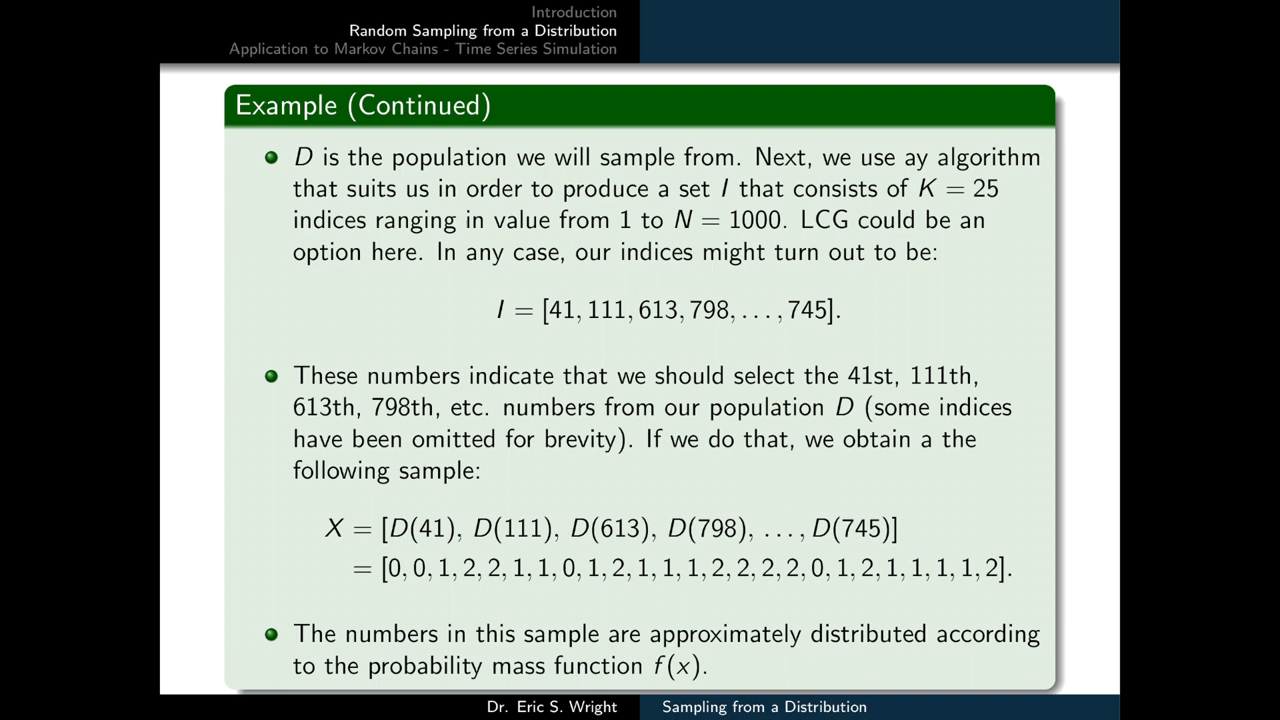 Introduction
Random Sampling from a Distribution
Application to Markov Chains - Time Series Simulation
Example (Continued)
D is the population we will sample from. Next, we use ay algorithm
that suits us in order to produce a set I that consists of K = 25
indices ranging in value from 1 to N = 1000. LCG could be an
option here. In any case, our indices might turn out to be:
I = [41, 111, 613, 798, . . . , 745].
These numbers indicate that we should select the 41st, 111th,
613th, 798th, etc. numbers from our population D (some indices
have been omitted for brevity). If we do that, we obtain a the
following sample:
X = [D(41), D(111), D(613), D(798), . . . , D(745)]
= [0, 0, 1, 2, 2, 1, 1, 0, 1, 2, 1, 1, 1, 2, 2, 2, 2, 0, 1, 2, 1, 1, 1, 1, 2].
The numbers in this sample are approximately distributed according
to the probability mass function f(x).
Dr. Eric S. Wright
Sampling from a Distribution